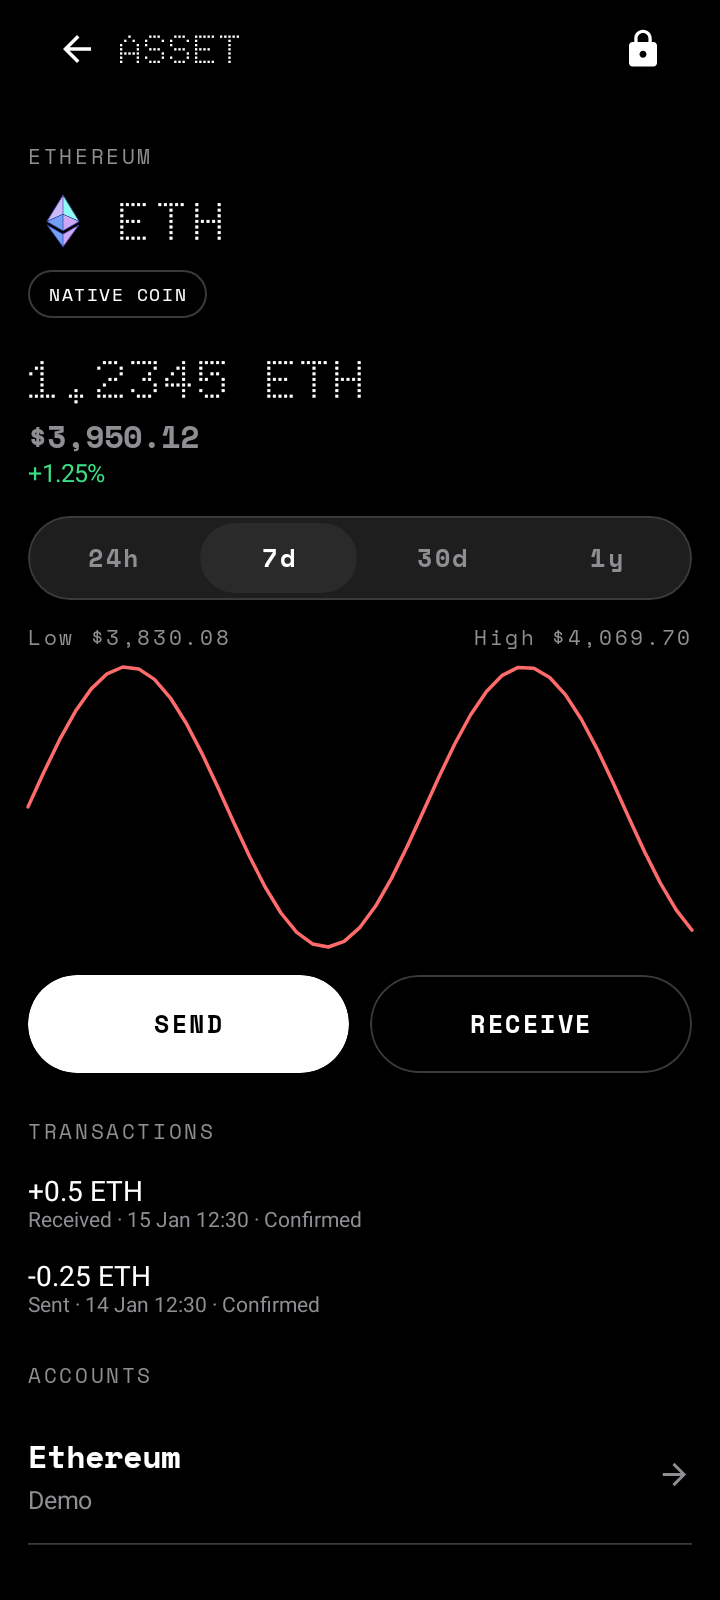 ASSET
ETHEREUM
ETH
NATIVE COIN
1,2345 ETH
$3,950.12
+1.25%
24h 7d 30d 1y
Low $3,830.08 High $4,069.70
SEND RECEIVE
TRANSACTIONS
+0.5 ETH
Received · 15 Jan 12:30 · Confirmed
-0.25 ETH
Sent · 14 Jan 12:30 · Confirmed
ACCOUNTS
Ethereum
Demo